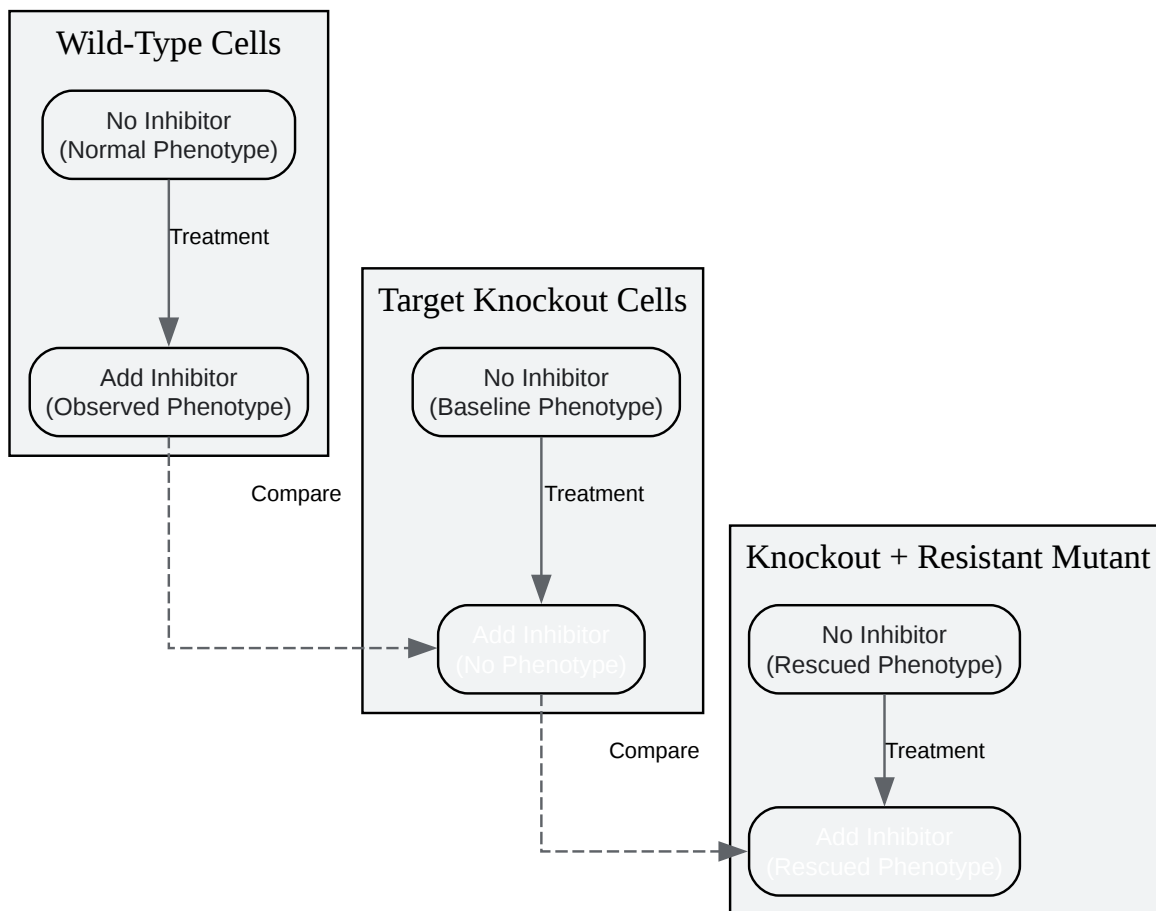 Wild-Type Cells
No Inhibitor
(Normal Phenotype)
Treatment
Add Inhibitor
(Observed Phenotype)
Compare
Target Knockout Cells
No Inhibitor
(Baseline Phenotype)
Treatment
Add Inhibitor
(No Phenotype)
Compare
Knockout + Resistant Mutant
No Inhibitor
(Rescued Phenotype)
Treatment
Add Inhibitor
(Rescued Phenotype)